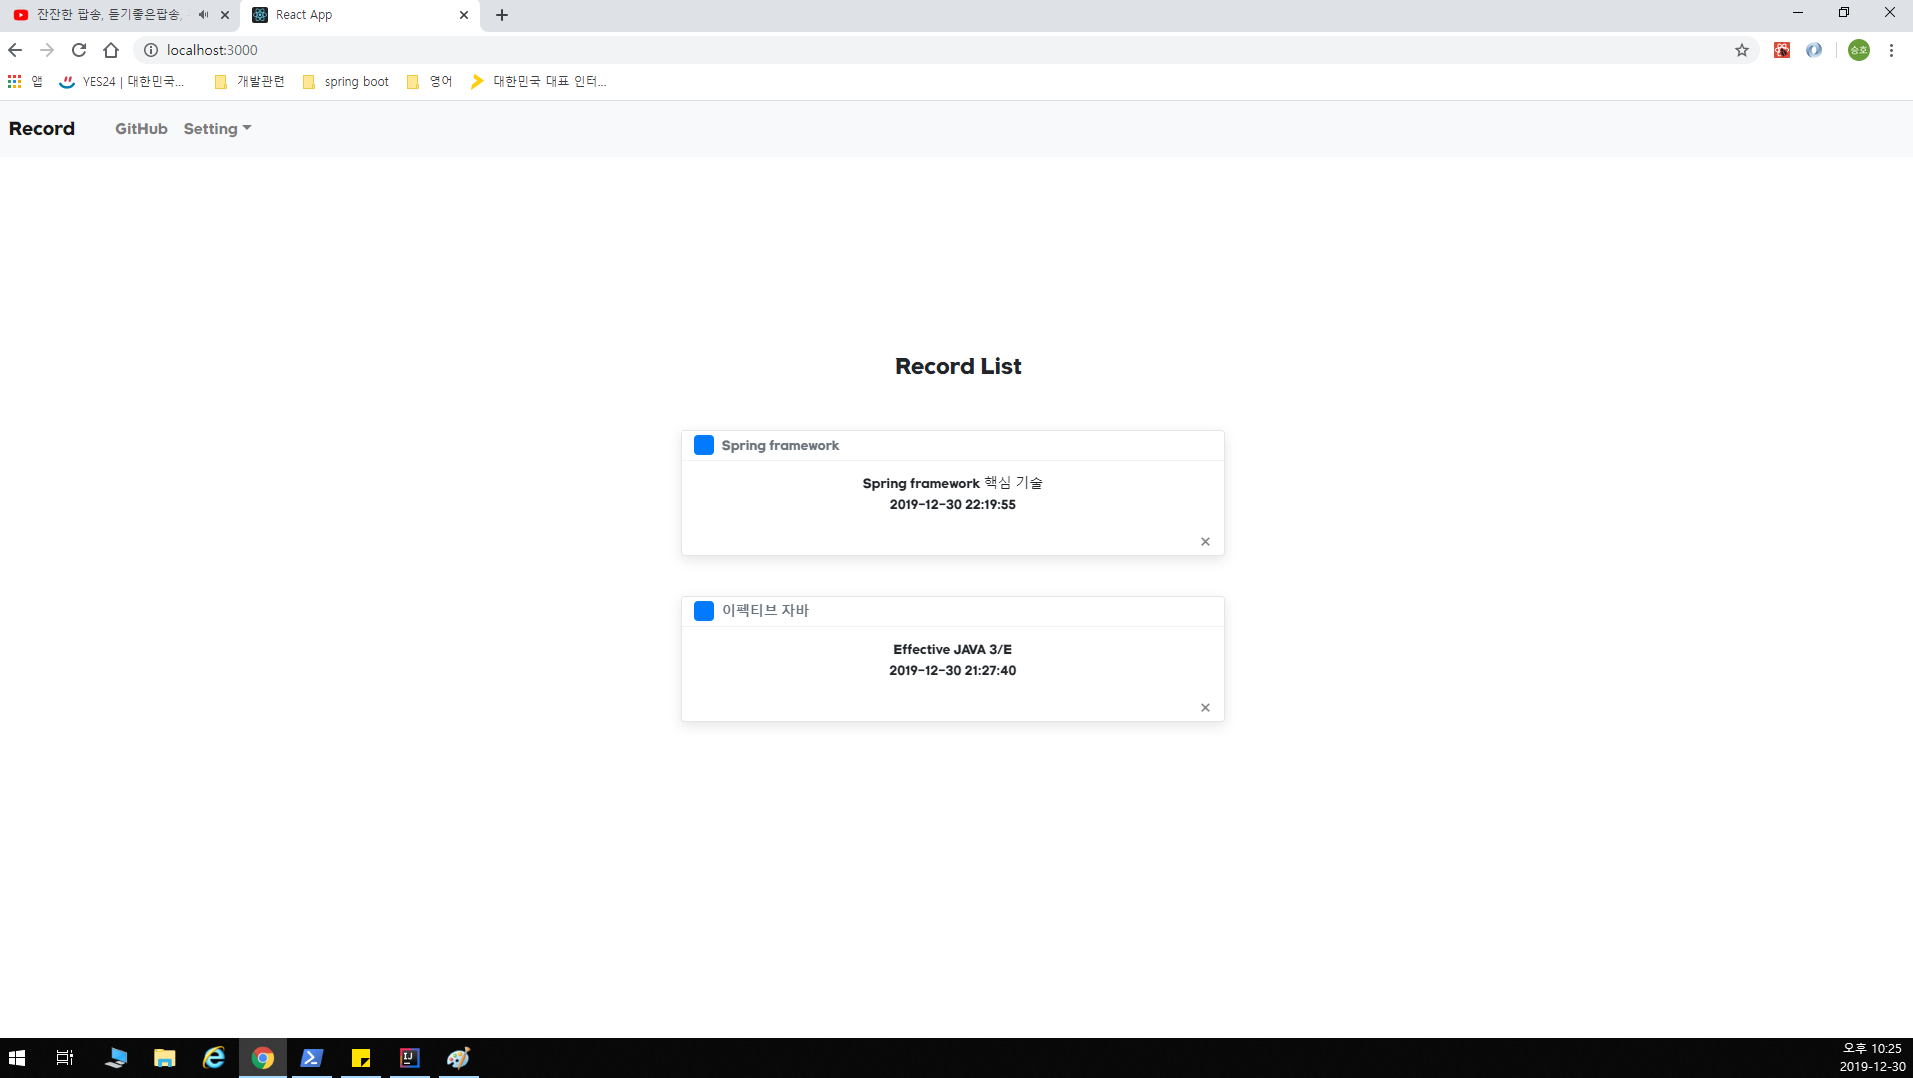 잔잔한 팝송, 듣기좋은팝송,
React App
localhost:3000
승호
앱
YES24 | 대한민국...
개발관련
spring boot
영어
대한민국 대표 인터...
Record
GitHub
Setting
Record List
Spring framework
Spring framework 핵심 기술
2019-12-30 22:19:55
×
이펙티브 자바
Effective JAVA 3/E
2019-12-30 21:27:40
×
IJ
오후 10:25
2019-12-30